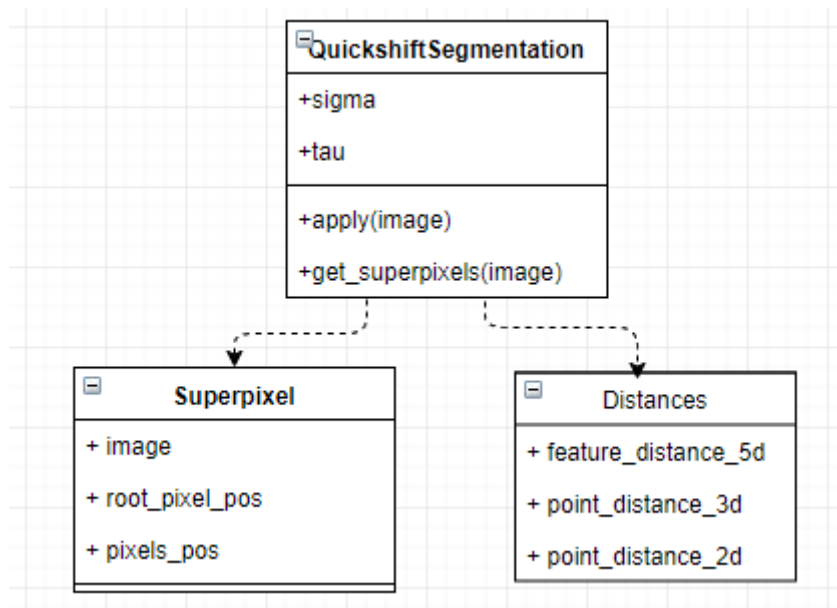 QuickshiftSegmentation
+sigma
+tau
+apply(image)
+get_superpixels(image)
Superpixel
+ image
+ root_pixel_pos
+ pixels_pos
Distances
+ feature_distance_5d
+ point_distance_3d
+ point_distance_2d